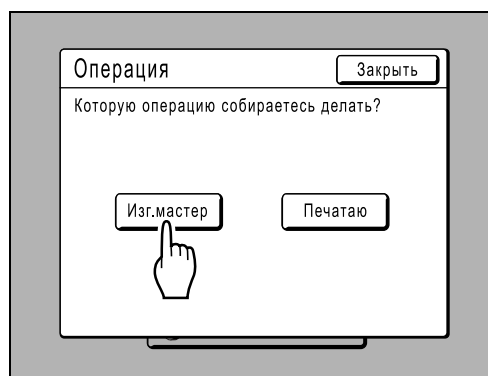 Операция
Закрыть
Которую операцию собираетесь делать?
Изг.мастер
Печатаю